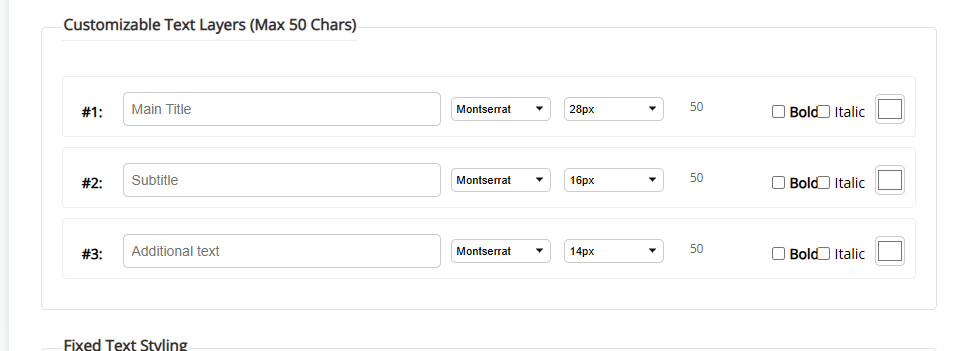 Customizable Text Layers (Max 50 Chars)
#1: Main Title Montserrat 28px 50 Bold Italic
#2: Subtitle Montserrat 16px 50 Bold Italic
#3: Additional text Montserrat 14px 50 Bold Italic
Fixed Text Styling